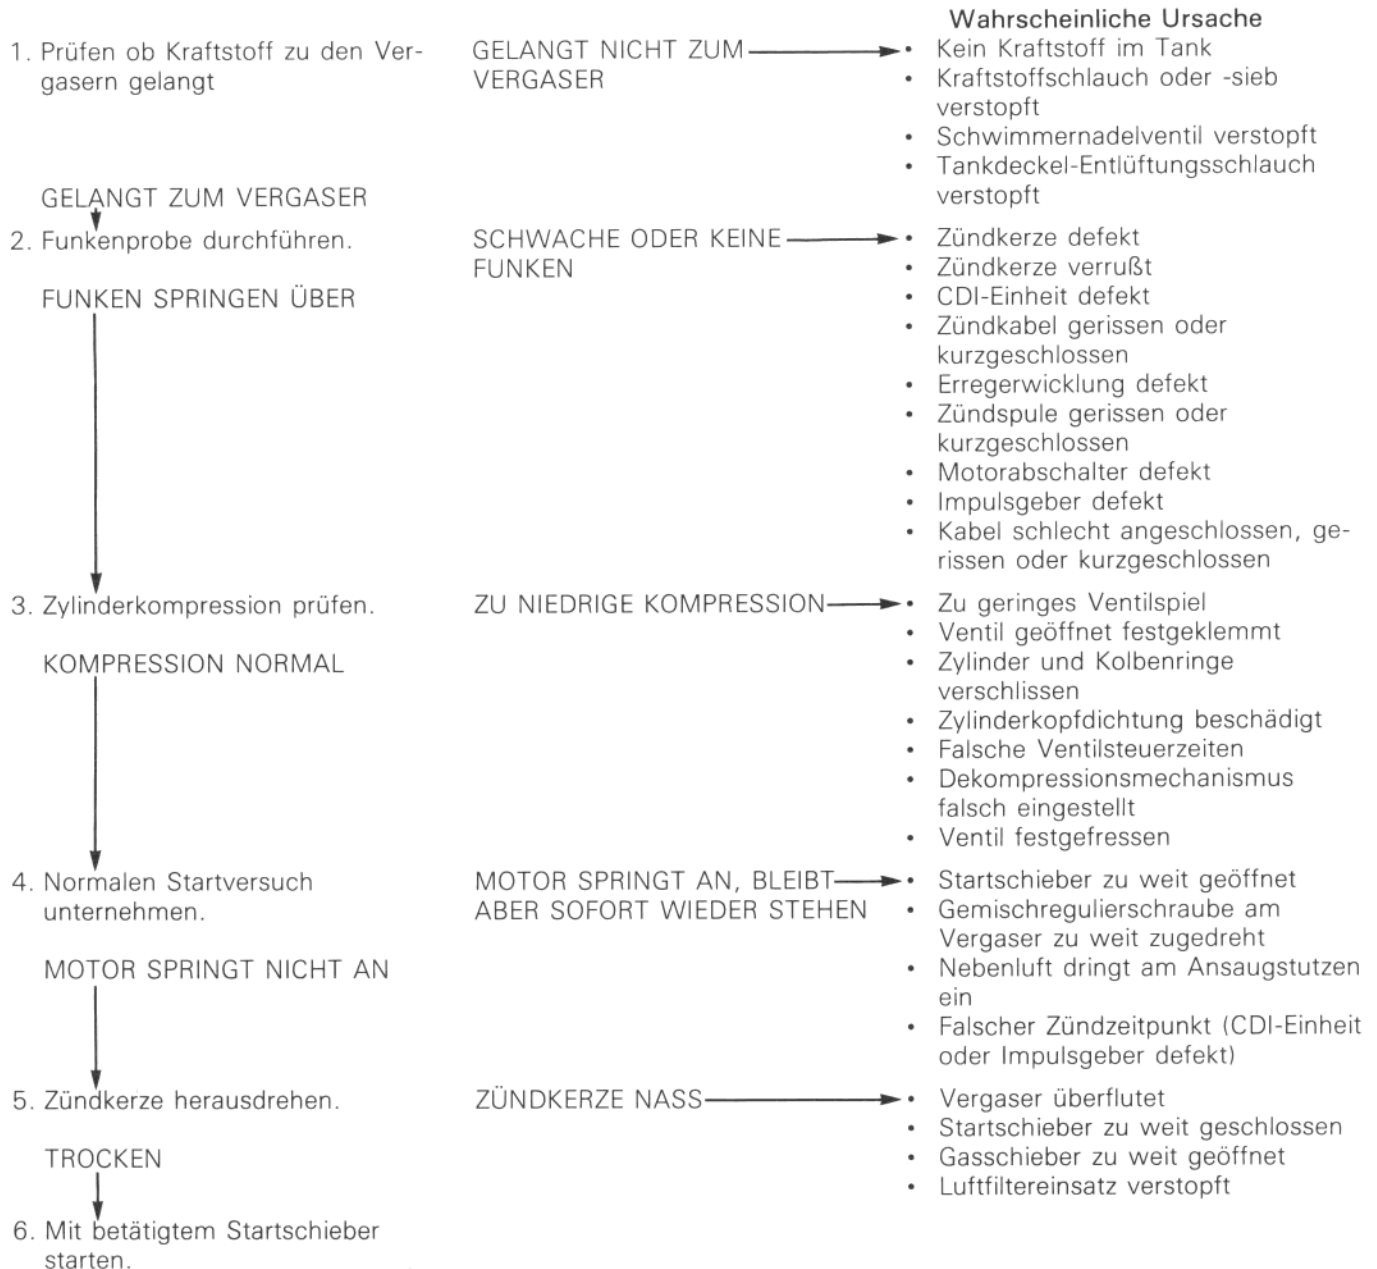 Wahrscheinliche Ursache
1. Prüfen ob Kraftstoff zu den Ver-
gasern gelangt
GELANGT NICHT ZUM
VERGASER
• Kein Kraftstoff im Tank
• Kraftstoffschlauch oder -sieb
verstopft
• Schwimmernadelventil verstopft
• Tankdeckel-Entlüftungsschlauch
verstopft
GELANGT ZUM VERGASER
2. Funkenprobe durchführen.
SCHWACHE ODER KEINE
FUNKEN
• Zündkerze defekt
• Zündkerze verrußt
• CDI-Einheit defekt
• Zündkabel gerissen oder
kurzgeschlossen
• Erregerwicklung defekt
• Zündspule gerissen oder
kurzgeschlossen
• Motorabschalter defekt
• Impulsgeber defekt
• Kabel schlecht angeschlossen, ge-
rissen oder kurzgeschlossen
FUNKEN SPRINGEN ÜBER
3. Zylinderkompression prüfen.
ZU NIEDRIGE KOMPRESSION
• Zu geringes Ventilspiel
• Ventil geöffnet festgeklemmt
• Zylinder und Kolbenringe
verschlissen
• Zylinderkopfdichtung beschädigt
• Falsche Ventilsteuerzeiten
• Dekompressionsmechanismus
falsch eingestellt
• Ventil festgefressen
KOMPRESSION NORMAL
4. Normalen Startversuch
unternehmen.
MOTOR SPRINGT AN, BLEIBT
ABER SOFORT WIEDER STEHEN
• Startschieber zu weit geöffnet
• Gemischregulierschraube am
Vergaser zu weit zugedreht
• Nebenluft dringt am Ansaugstutzen
ein
• Falscher Zündzeitpunkt (CDI-Einheit
oder Impulsgeber defekt)
MOTOR SPRINGT NICHT AN
5. Zündkerze herausdrehen.
ZÜNDKERZE NASS
• Vergaser überflutet
• Startschieber zu weit geschlossen
• Gasschieber zu weit geöffnet
• Luftfiltereinsatz verstopft
TROCKEN
6. Mit betätigtem Startschieber
starten.